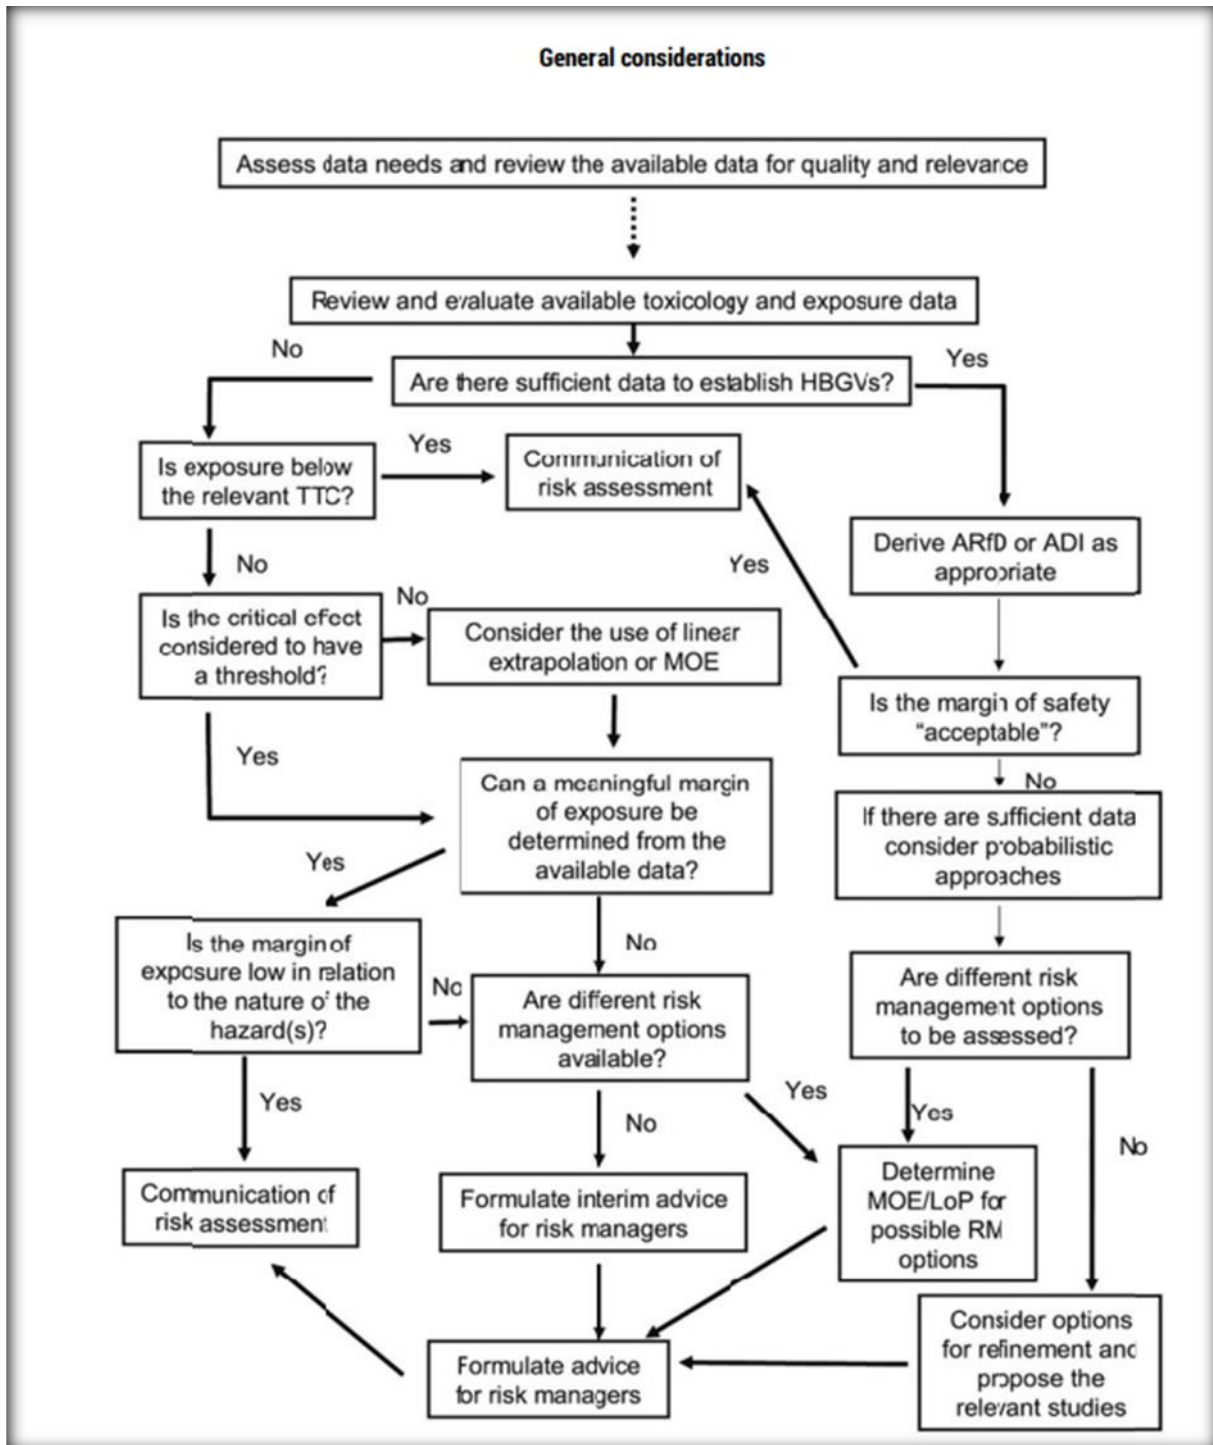 General considerations
Assess data needs and review the available data for quality and relevance
Review and evaluate available toxicology and exposure data
No
Are there sufficient data to establish HBGVs?
Yes
Is exposure below
the relevant TTC?
Yes
Communication of
risk assessment
Derive ARfD or ADI as
appropriate
No
Yes
Is the critical effect
considered to have
a threshold?
No
Consider the use of linear
extrapolation or MOE
Is the margin of safety
“acceptable”?
Yes
No
Can a meaningful margin
of exposure be
determined from the
available data?
If there are sufficient data
consider probabilistic
approaches
Yes
No
Is the margin of
exposure low in relation
to the nature of the
hazard(s)?
No
Are different risk
management options
available?
Are different risk
management options
to be assessed?
Yes
No
Yes
Yes
No
Communication of
risk assessment
Formulate interim advice
for risk managers
Determine
MOE/LoP for
possible RM
options
Formulate advice
for risk managers
Consider options
for refinement and
propose the
relevant studies